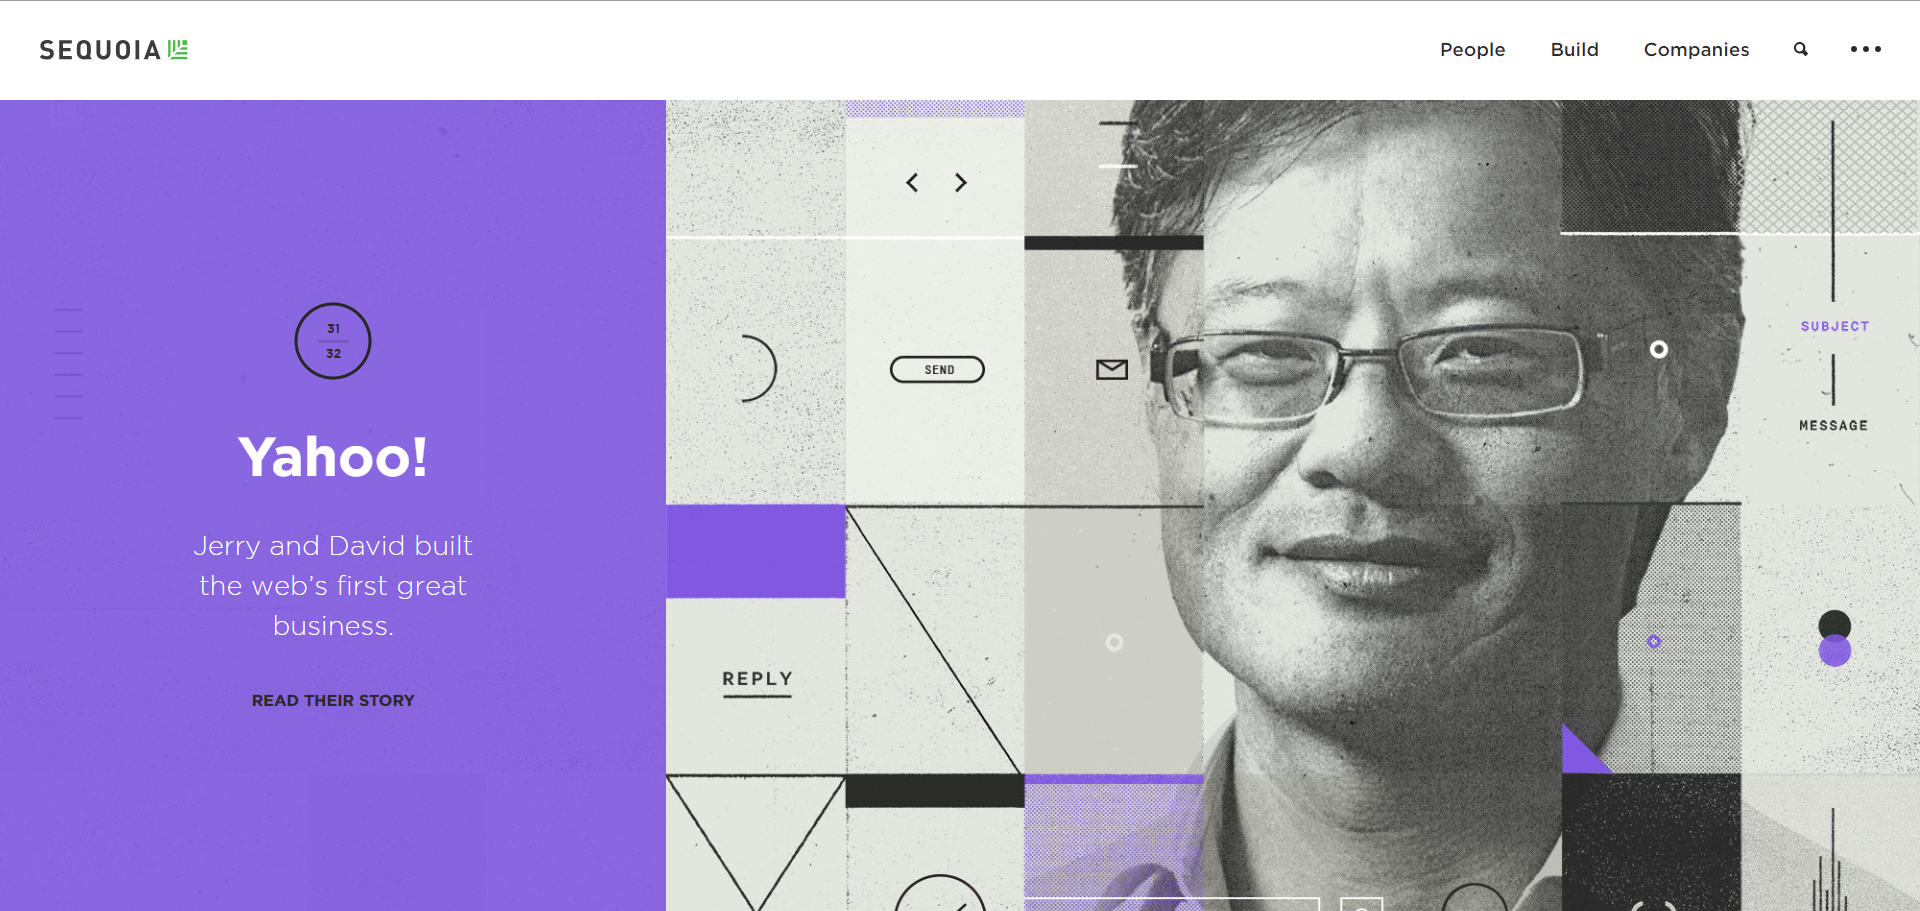 SEQUOIA
People
Build
Companies
31
32
Yahoo!
Jerry and David built
the web’s first great
business.
READ THEIR STORY
SEND
SUBJECT
MESSAGE
REPLY